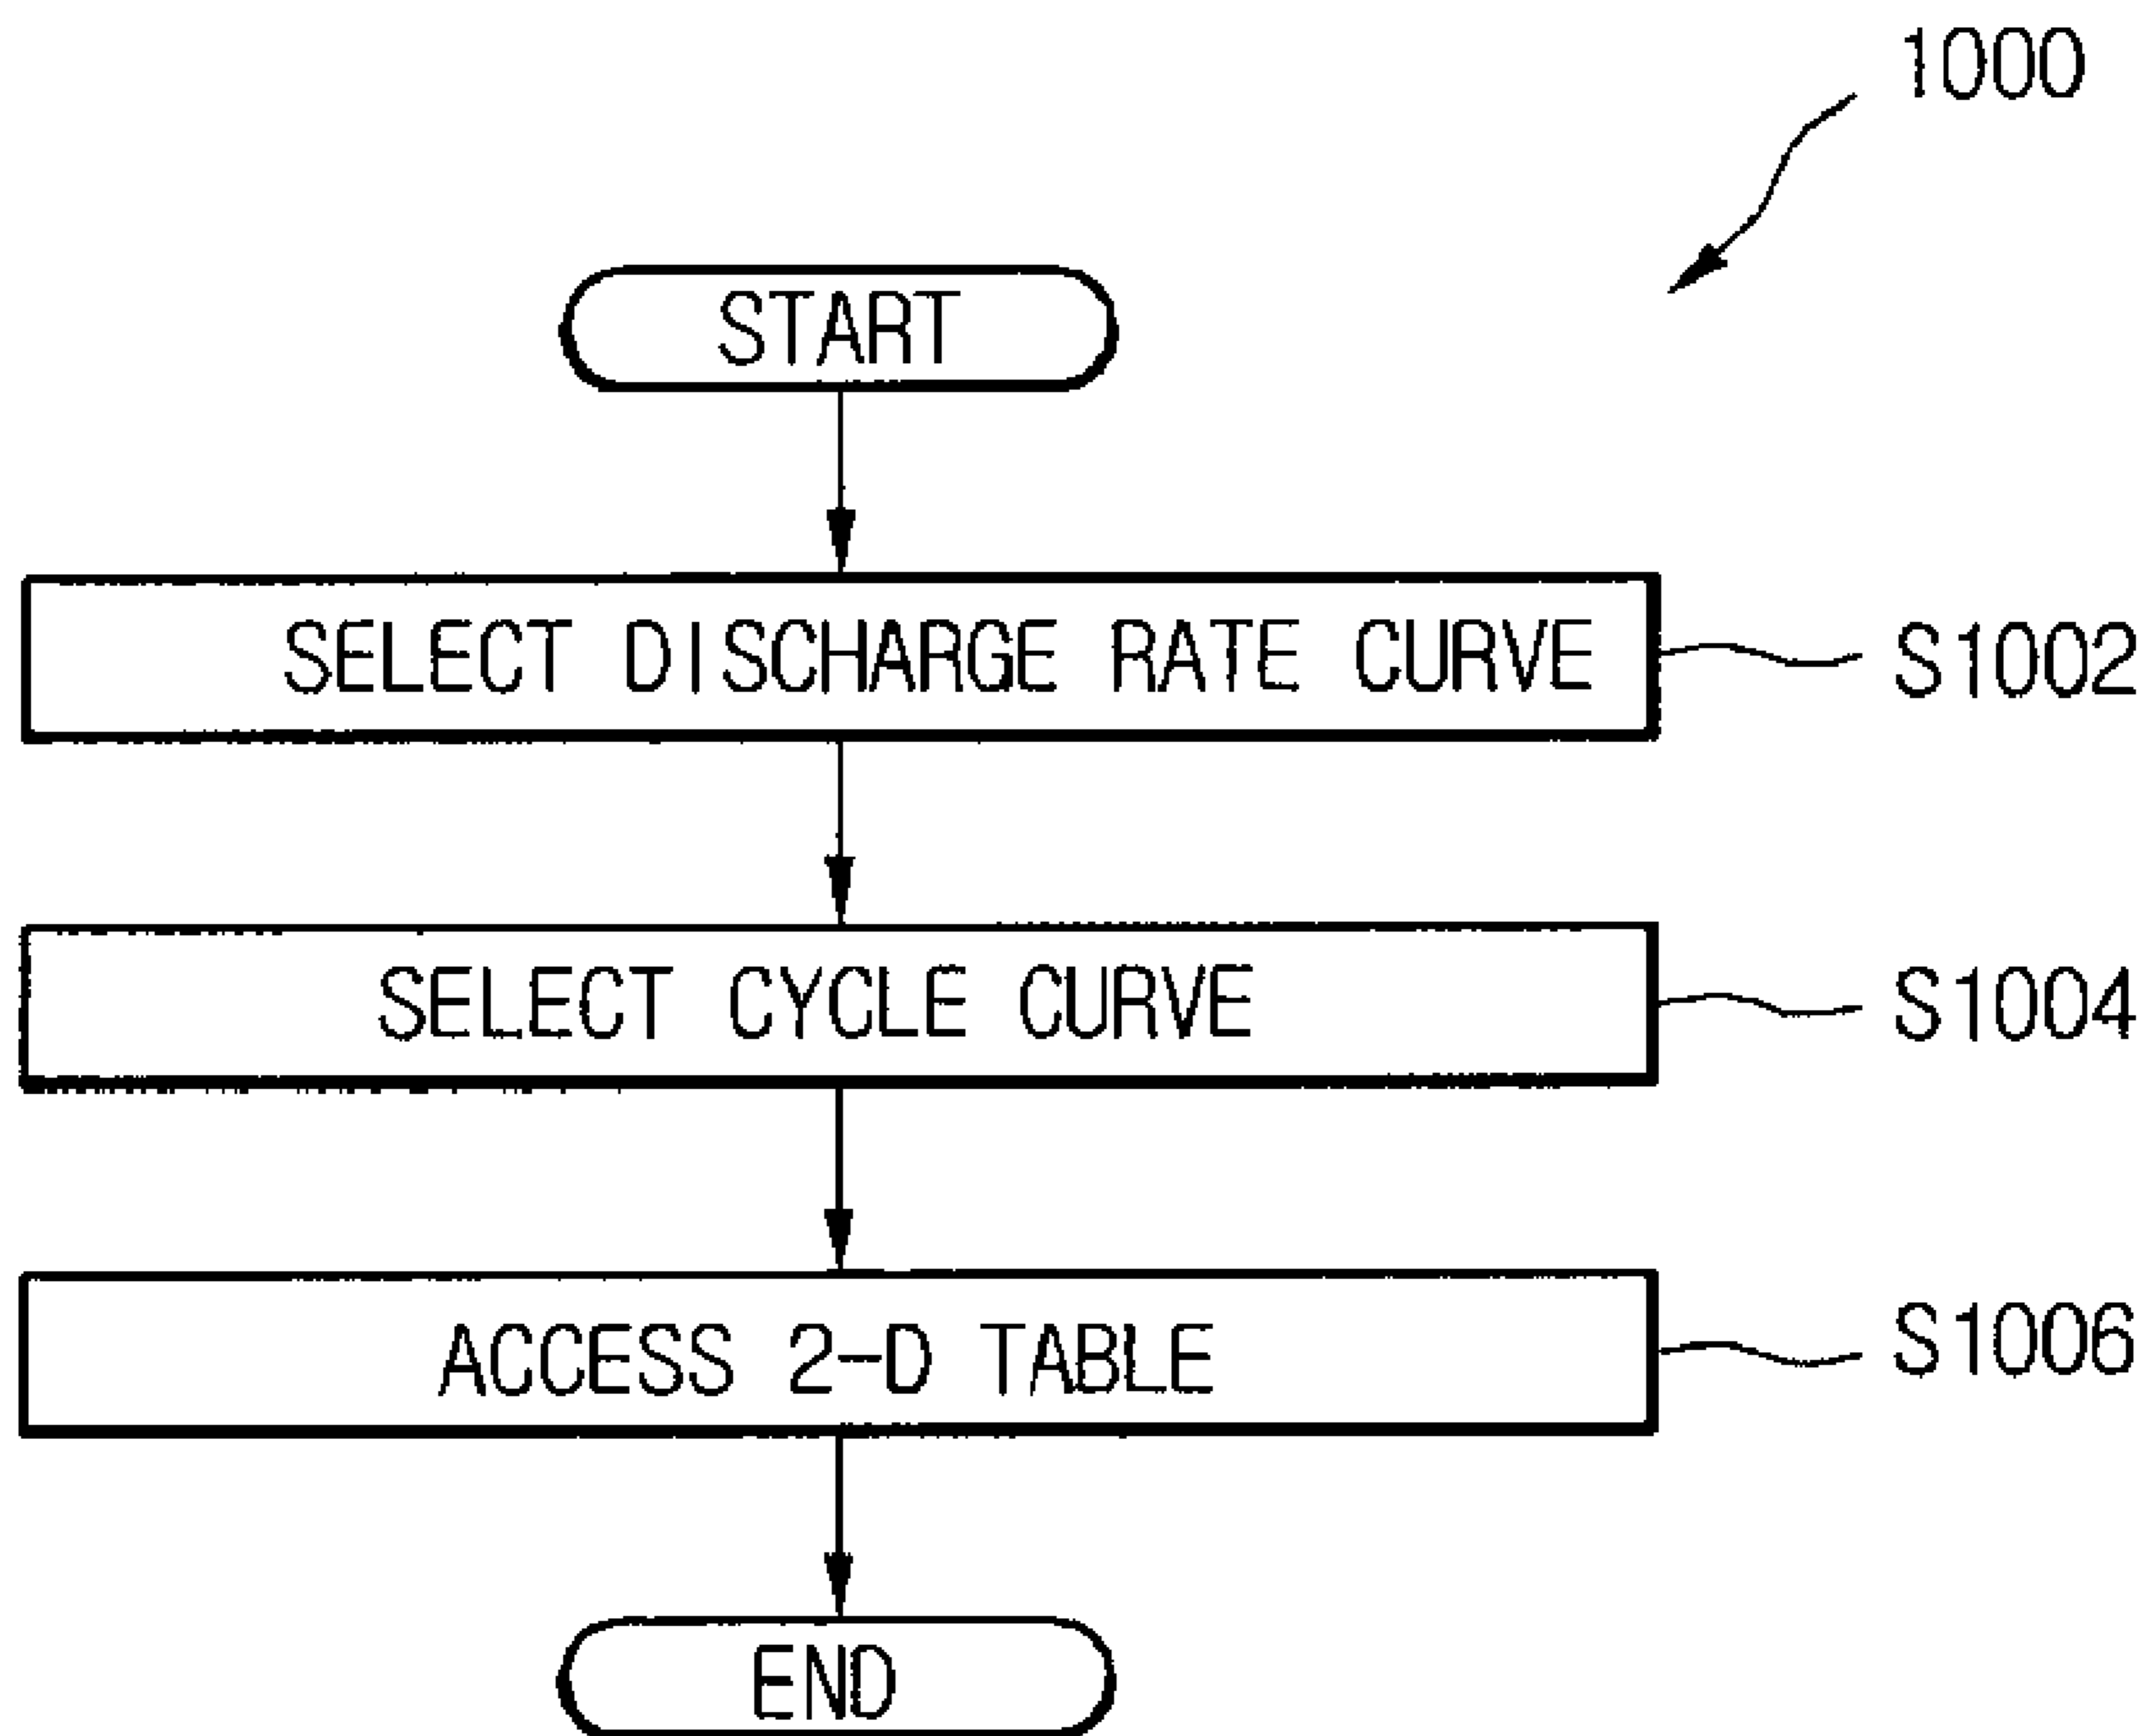 1000
START
SELECT DISCHARGE RATE CURVE
S1002
SELECT CYCLE CURVE
S1004
ACCESS 2-D TABLE
S1006
END